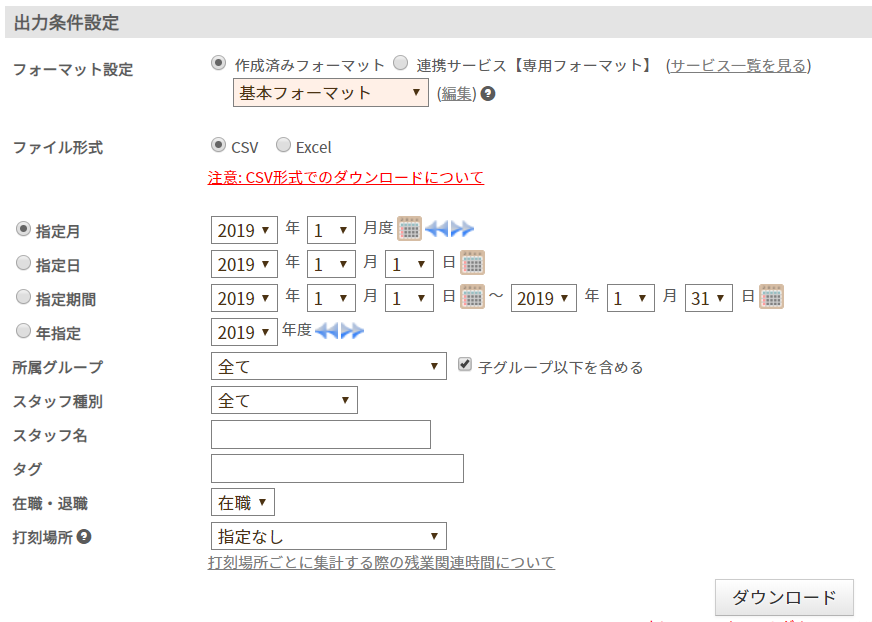 出力条件設定
フォーマット設定 作成済みフォーマット 連携サービス【専用フォーマット】 (サービス一覧を見る)
基本フォーマット (編集)
ファイル形式 CSV Excel
注意: CSV形式でのダウンロードについて
指定月 2019 年 1 月度
指定日 2019 年 1 月 1 日
指定期間 2019 年 1 月 1 日 ～ 2019 年 1 月 31 日
年指定 2019 年度
所属グループ 全て 子グループ以下を含める
スタッフ種別 全て
スタッフ名
タグ
在職・退職 在職
打刻場所 指定なし
打刻場所ごとに集計する際の残業関連時間について
ダウンロード